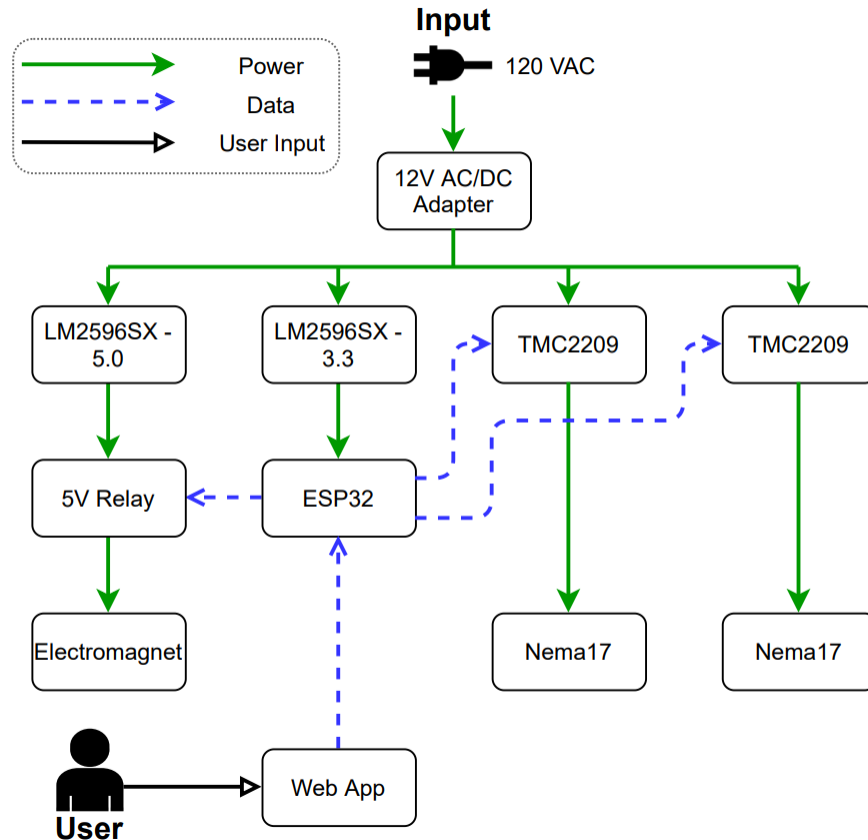 Input
120 VAC
Power
Data
User Input
12V AC/DC
Adapter
LM2596SX -
5.0
LM2596SX -
3.3
TMC2209
TMC2209
5V Relay
ESP32
Electromagnet
Nema17
Nema17
Web App
User